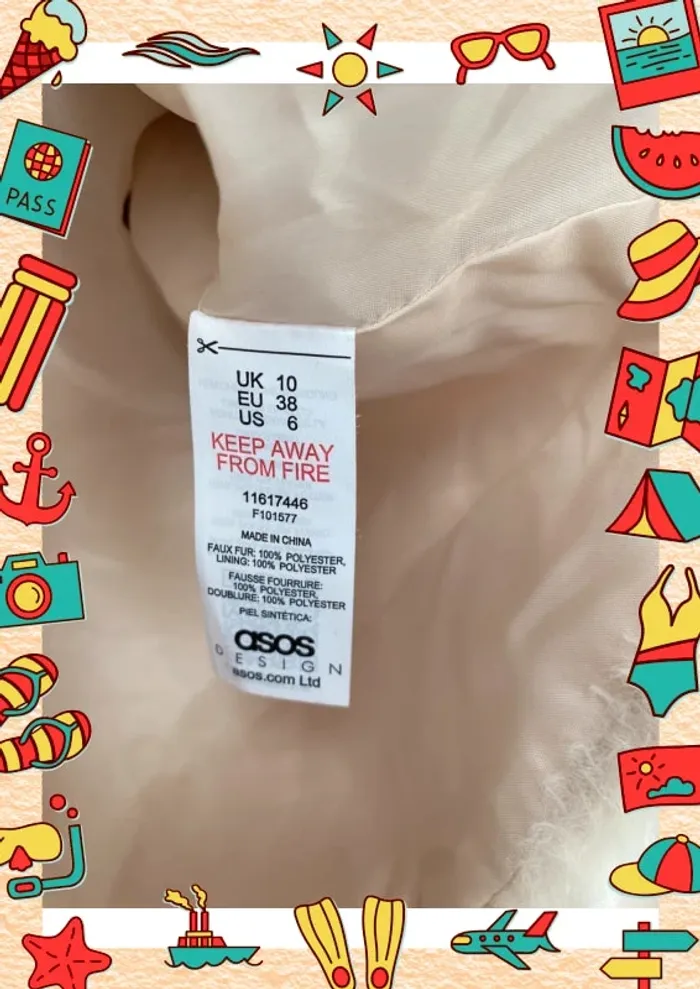 PASS
UK 10
EU 38
US 6
KEEP AWAY
FROM FIRE
11617446
F101577
MADE IN CHINA
FAUX FUR: 100% POLYESTER,
LINING: 100% POLYESTER
FAUSSE FOURRURE:
100% POLYESTER,
DOUBLURE: 100% POLYESTER
PIEL SINTÉTICA:
asos
DESIGN
asos.com Ltd